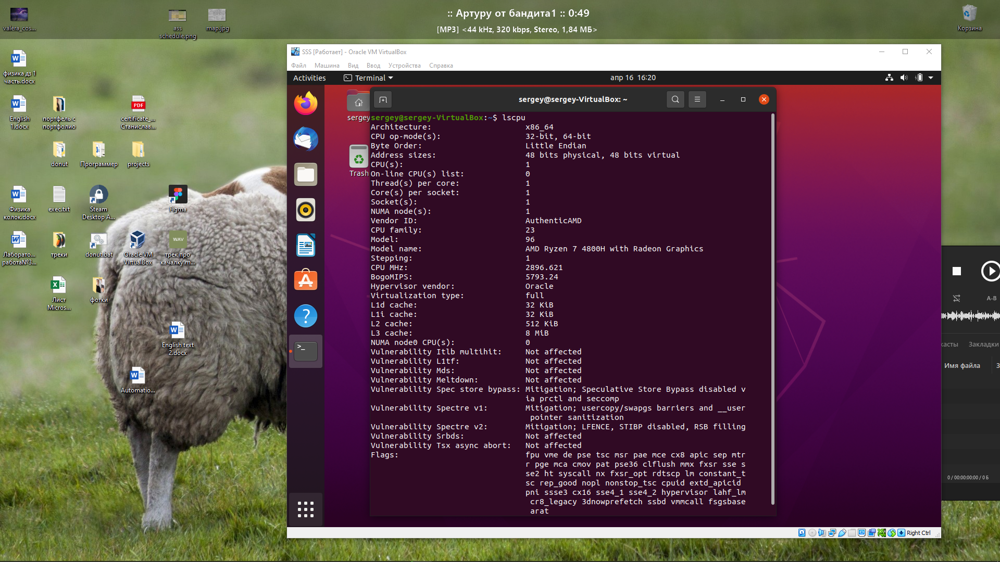 :: Артуру от бандита1 :: 0:49
[MP3] <44 kHz, 320 kbps, Stereo, 1,84 МБ>
valera_cos...
ass
schedule.png
map.jpg
Корзина
физика дз 1
часть.docx
English
1.docx
портфель с
портфолио
PDF
certificate_...
Станислав...
donut
Программер
projects
Физика
колок.docx
exec.txt
Steam
Desktop A...
Figma
Лаборато...
работа№3...
треки
donut.bat
Oracle VM
VirtualBox
WAV
трек про
качалку.m...
Лист
Micros...
фотки
English text
2.docx
Automatio...
SSS [Работает] - Oracle VM VirtualBox
Файл Машина Вид Ввод Устройства Справка
Activities Terminal апр 16 16:20
sergey
Trash
sergey@sergey-VirtualBox: ~
sergey@sergey-VirtualBox:~$ lscpu
Architecture: x86_64
CPU op-mode(s): 32-bit, 64-bit
Byte Order: Little Endian
Address sizes: 48 bits physical, 48 bits virtual
CPU(s): 1
On-line CPU(s) list: 0
Thread(s) per core: 1
Core(s) per socket: 1
Socket(s): 1
NUMA node(s): 1
Vendor ID: AuthenticAMD
CPU family: 23
Model: 96
Model name: AMD Ryzen 7 4800H with Radeon Graphics
Stepping: 1
CPU MHz: 2896.621
BogoMIPS: 5793.24
Hypervisor vendor: Oracle
Virtualization type: full
L1d cache: 32 KiB
L1i cache: 32 KiB
L2 cache: 512 KiB
L3 cache: 8 MiB
NUMA node0 CPU(s): 0
Vulnerability Itlb multihit: Not affected
Vulnerability L1tf: Not affected
Vulnerability Mds: Not affected
Vulnerability Meltdown: Not affected
Vulnerability Spec store bypass: Mitigation; Speculative Store Bypass disabled v
ia prctl and seccomp
Vulnerability Spectre v1: Mitigation; usercopy/swapgs barriers and __user
pointer sanitization
Vulnerability Spectre v2: Mitigation; LFENCE, STIBP disabled, RSB filling
Vulnerability Srbds: Not affected
Vulnerability Tsx async abort: Not affected
Flags: fpu vme de pse tsc msr pae mce cx8 apic sep mtr
r pge mca cmov pat pse36 clflush mmx fxsr sse s
se2 ht syscall nx fxsr_opt rdtscp lm constant_t
sc rep_good nopl nonstop_tsc cpuid extd_apicid
pni ssse3 cx16 sse4_1 sse4_2 hypervisor lahf_lm
cr8_legacy 3dnowprefetch ssbd vmmcall fsgsbase
arat
Right Ctrl
A-B
касты Закладки
Имя файла З
0 / 00:00:00:00 / 0 Б